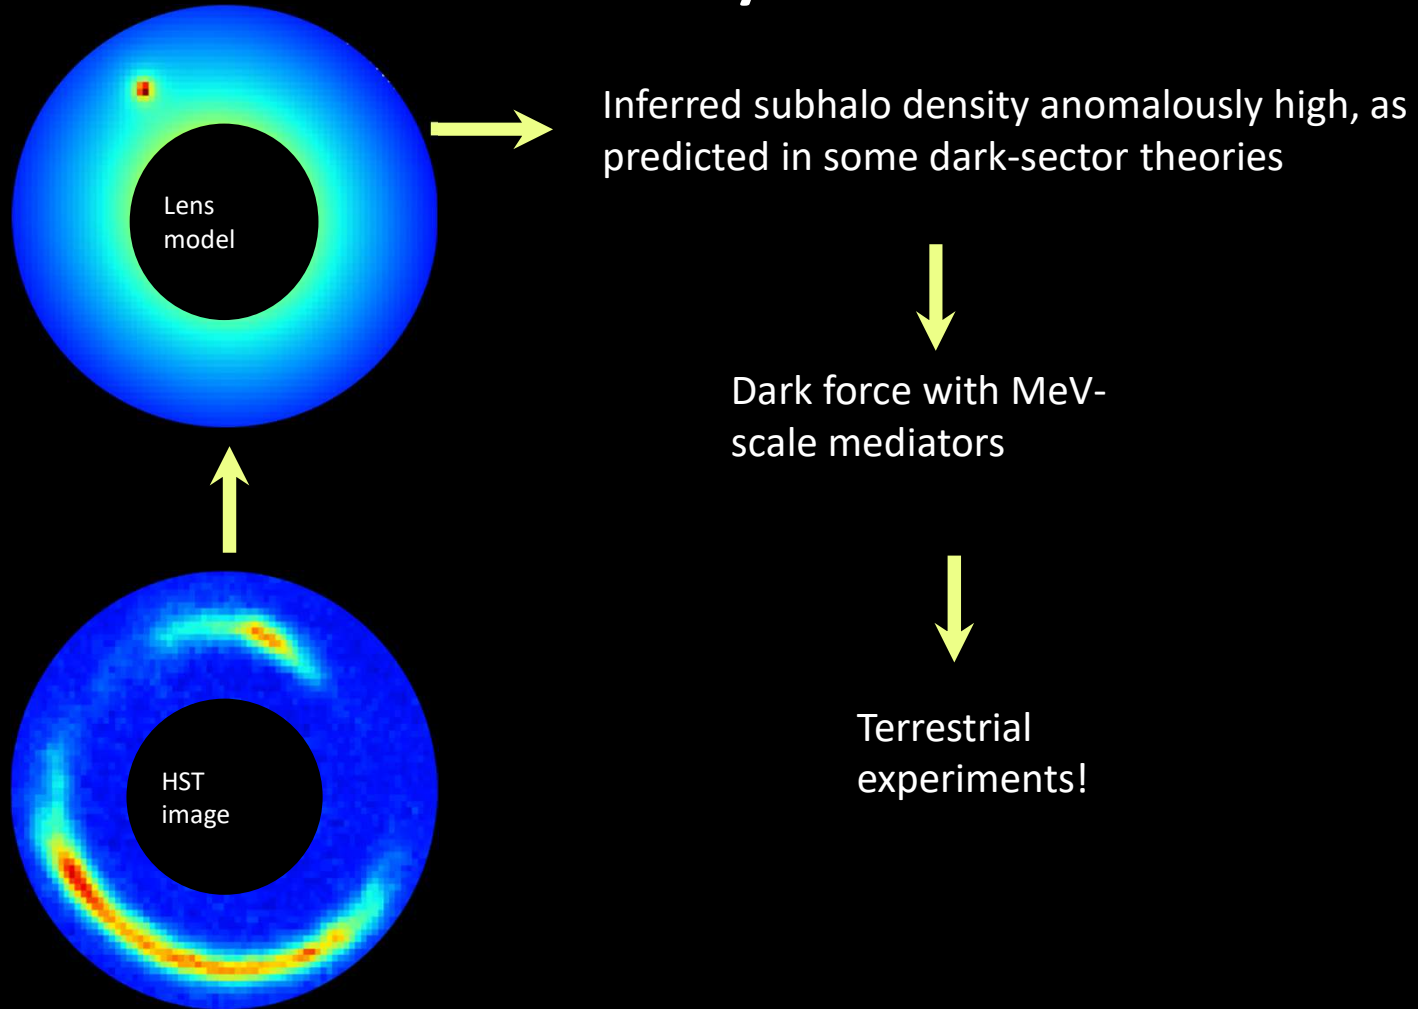 Lens
model
Inferred subhalo density anomalously high, as
predicted in some dark-sector theories
Dark force with MeV-
scale mediators
Terrestrial
experiments!
HST
image